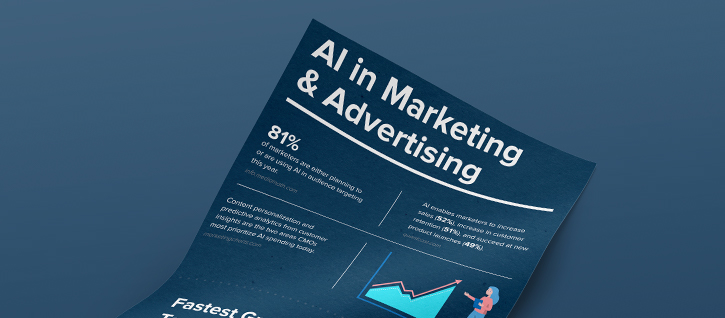 AI in Marketing
& Advertising
81%
of marketers are either planning to
or are using AI in audience targeting
this year.
AI enables marketers to increase
sales (52%), increase in customer
retention (51%), and succeed at new
product launches (49%).
Content personalization and
predictive analytics from customer
insights are the two areas CMOs
most prioritize AI spending today.
Fastest